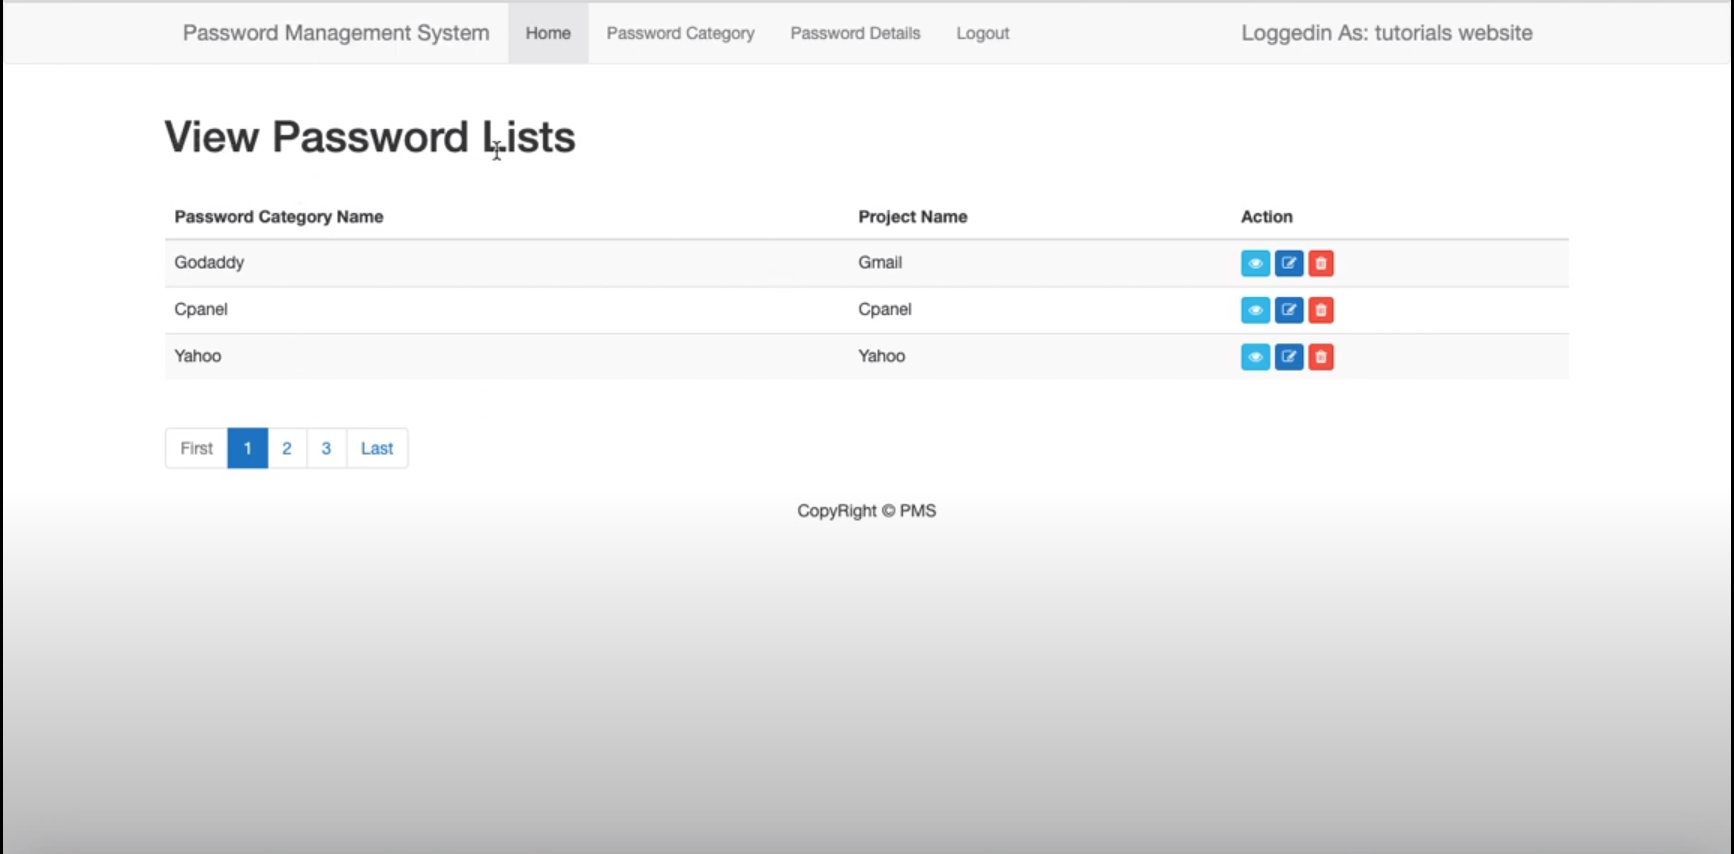 Password Management System Home Password Category Password Details Logout Loggedin As: tutorials website
View Password Lists
Password Category Name Project Name Action
Godaddy Gmail
Cpanel Cpanel
Yahoo Yahoo
First 1 2 3 Last
CopyRight © PMS